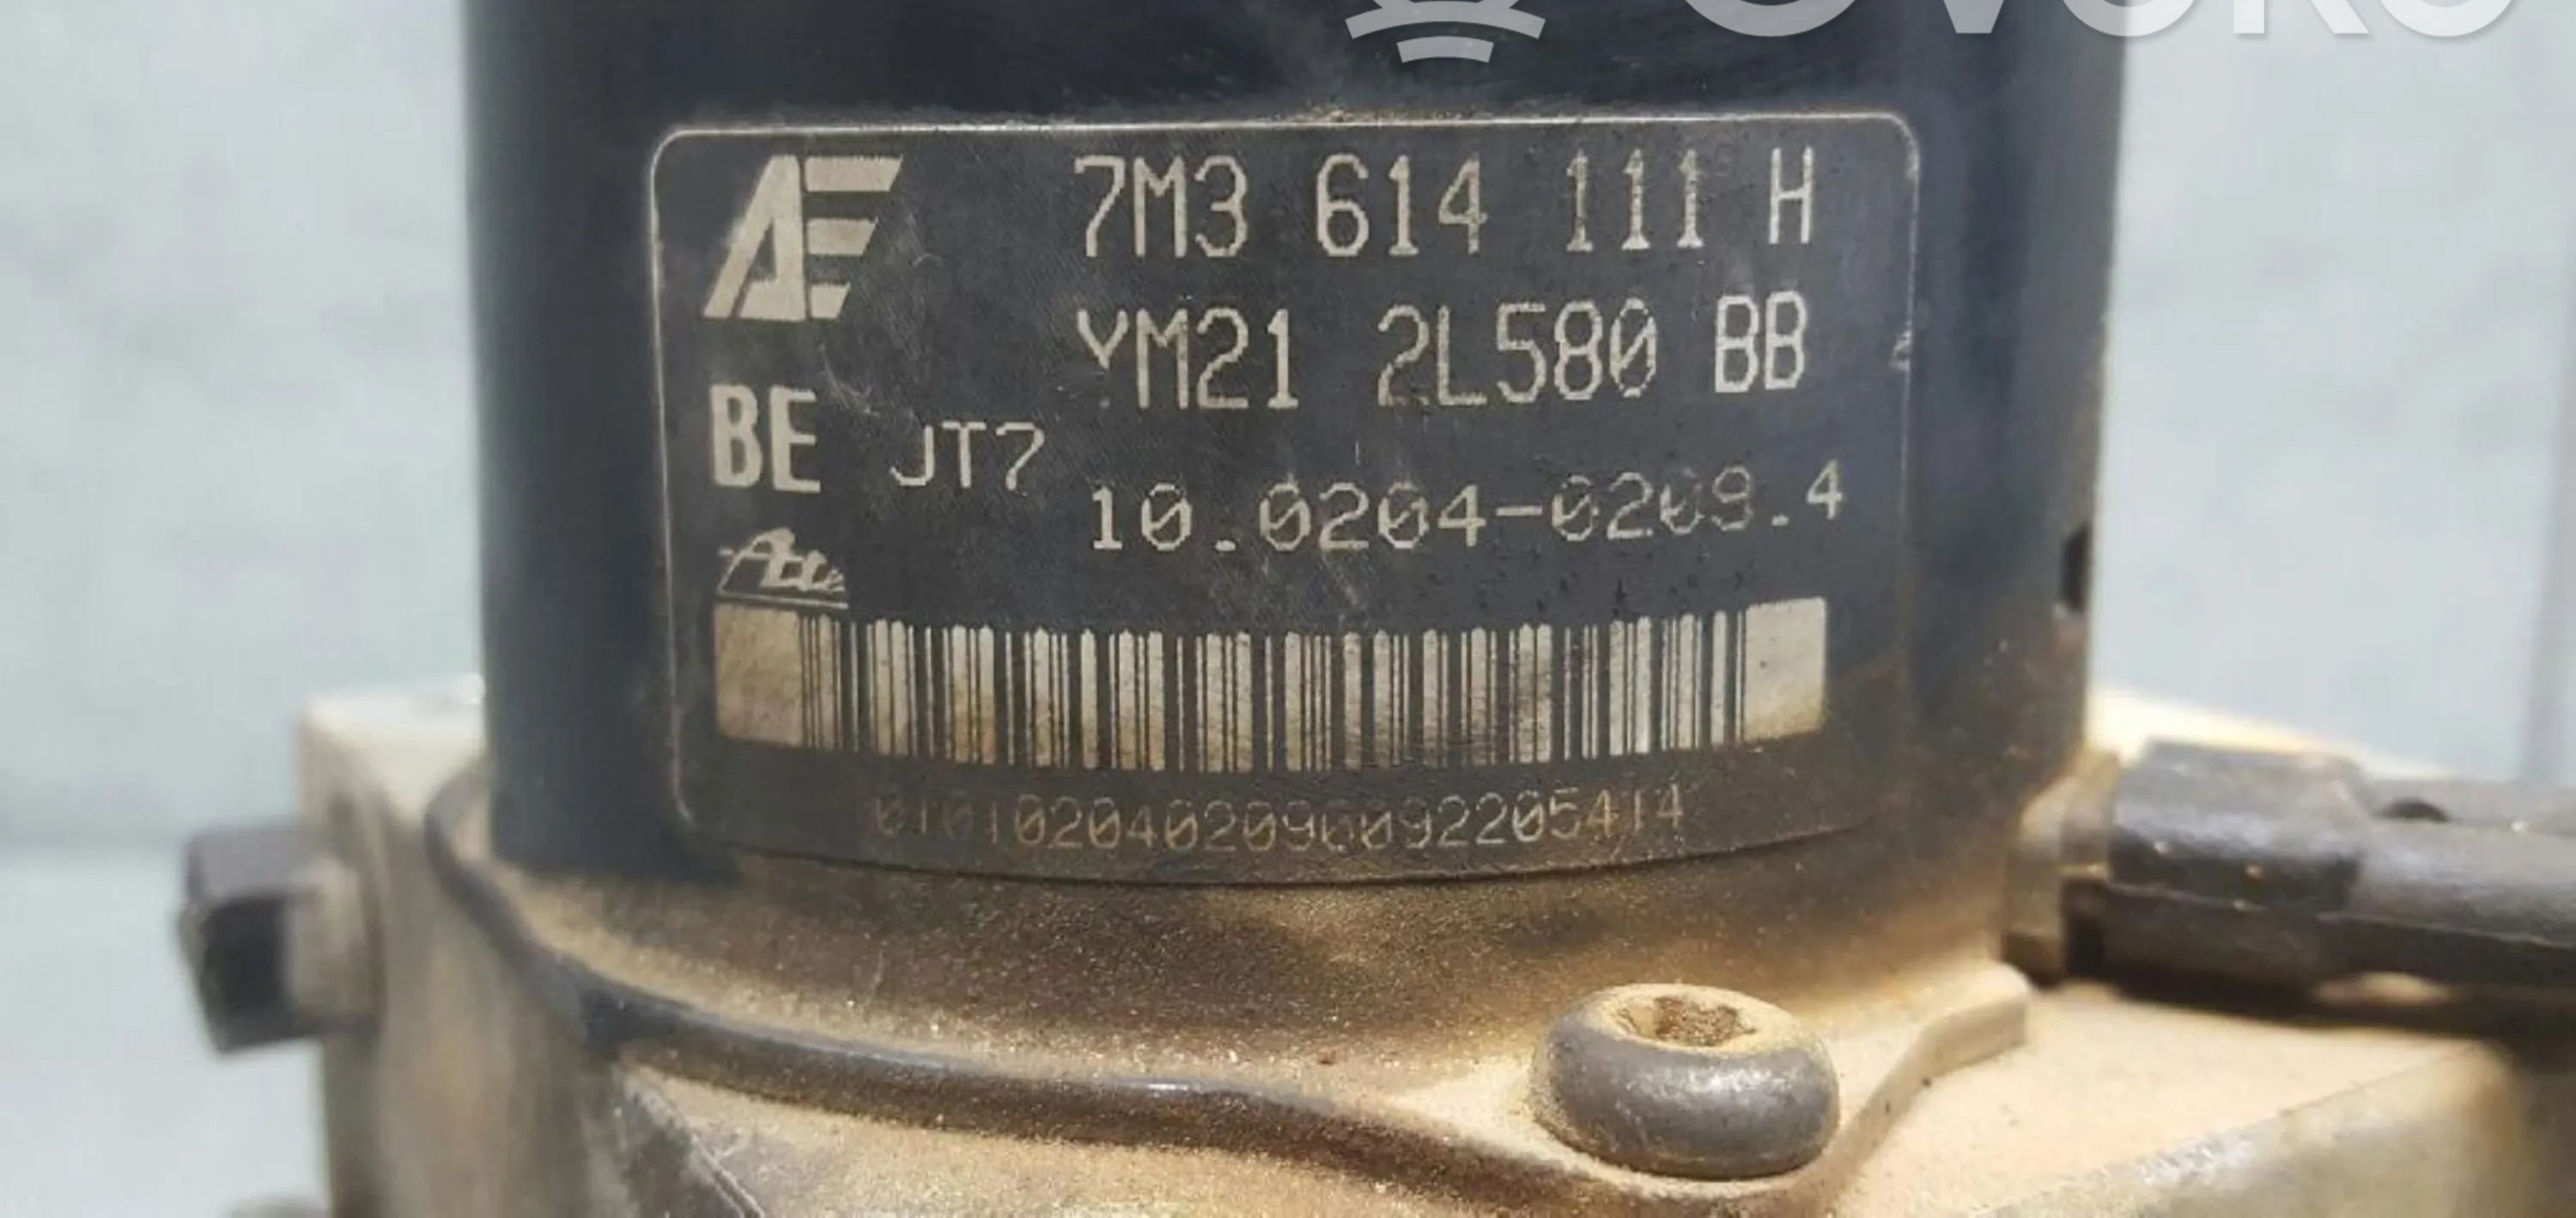 AE 7M3 614 111 H
YM21 2L580 BB
BE JT7 10.0204-0209.4
Ate